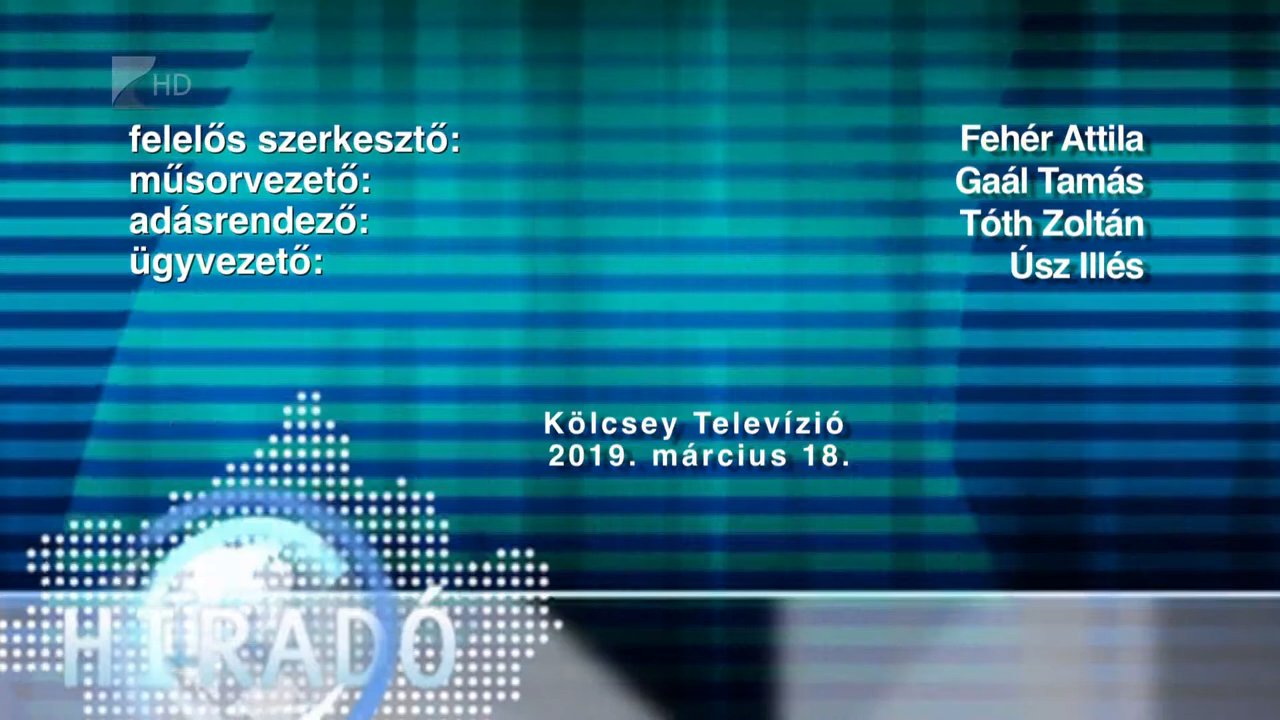 HD
felelős szerkesztő: Fehér Attila
műsorvezető: Gaál Tamás
adásrendező: Tóth Zoltán
ügyvezető: Úsz Illés
Kölcsey Televízió
2019. március 18.
HÍRADÓ